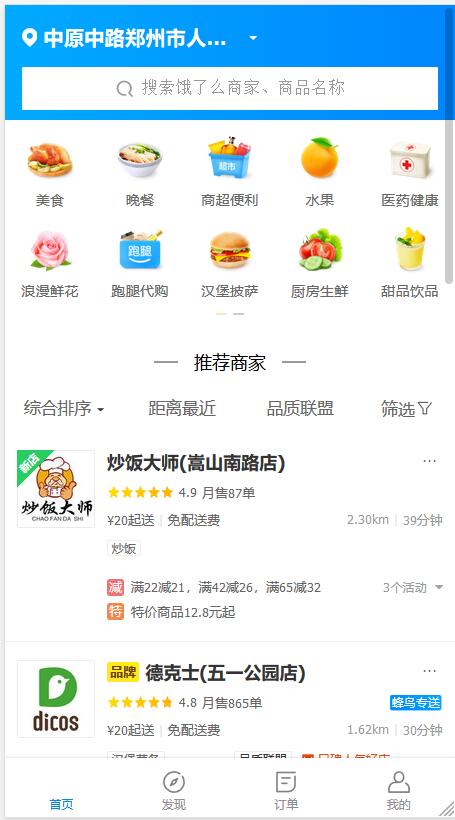 中原中路郑州市人...
搜索饿了么商家、商品名称
超市
美食 晚餐 商超便利 水果 医药健康
跑腿
浪漫鲜花 跑腿代购 汉堡披萨 厨房生鲜 甜品饮品
推荐商家
综合排序 距离最近 品质联盟 筛选
新店
炒饭大师
CHAO FAN DA SHI
炒饭大师(嵩山南路店) ...
4.9 月售87单
¥20起送 | 免配送费 2.30km | 39分钟
炒饭
减 满22减21，满42减26，满65减32 3个活动
特 特价商品12.8元起
dicos
品牌 德克士(五一公园店) ...
4.8 月售865单 蜂鸟专送
¥20起送 | 免配送费 1.62km | 30分钟
品质联盟
首页 发现 订单 我的